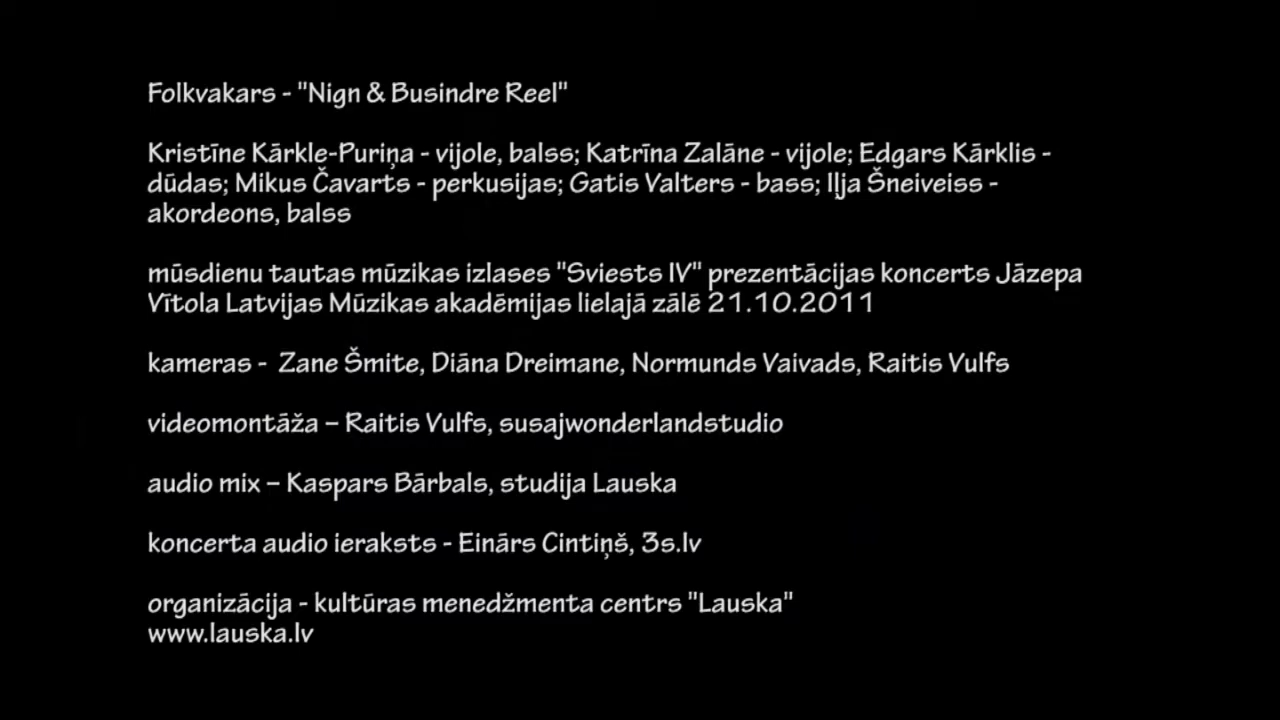 Folkvakars - "Nign & Busindre Reel"
Kristīne Kārkle-Puriņa - vijole, balss; Katrīna Zalāne - vijole; Edgars Kārklis -
dūdas; Mikus Čavarts - perkusijas; Gatis Valters - bass; Iļja Šneiveiss -
akordeons, balss
mūsdienu tautas mūzikas izlases "Sviests IV" prezentācijas koncerts Jāzepa
Vītola Latvijas Mūzikas akadēmijas lielajā zālē 21.10.2011
kameras -  Zane Šmite, Diāna Dreimane, Normunds Vaivads, Raitis Vulfs
videomontāža – Raitis Vulfs, susajwonderlandstudio
audio mix – Kaspars Bārbals, studija Lauska
koncerta audio ieraksts - Einārs Cintiņš, 3s.lv
organizācija - kultūras menedžmenta centrs "Lauska"
www.lauska.lv